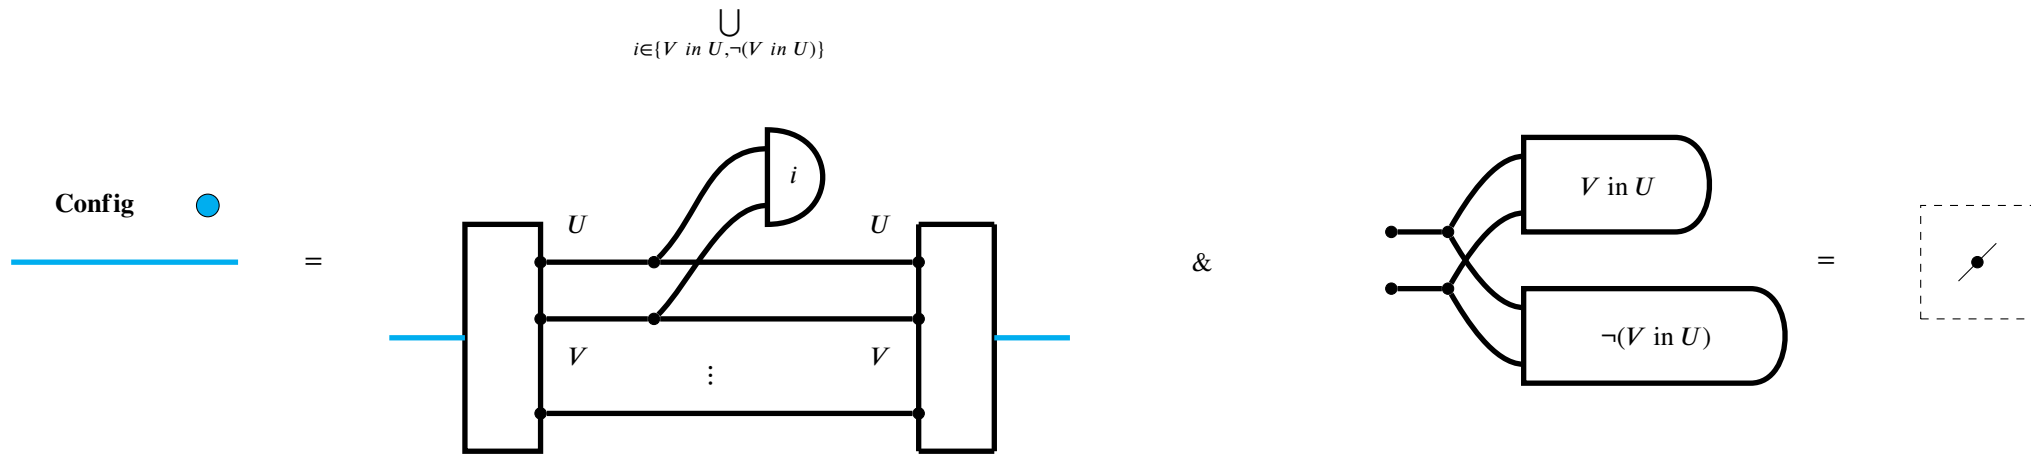 ⋃
i∈{V in U,¬(V in U)}
Config
=
i
U
U
V
V
⋮
&
V in U
¬(V in U)
=